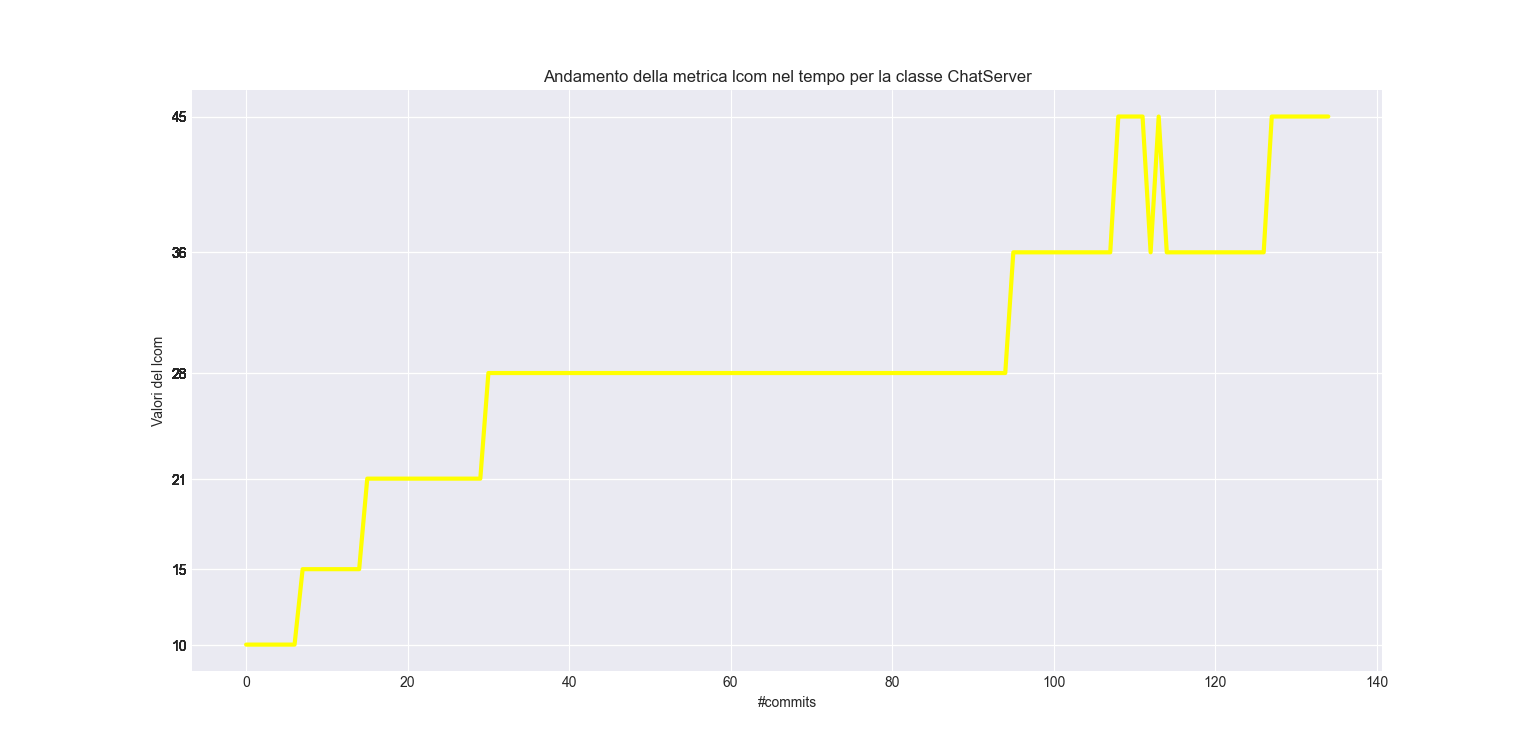 Andamento della metrica lcom nel tempo per la classe ChatServer
45
36
28
21
15
10
Valori del lcom
0 20 40 60 80 100 120 140
#commits